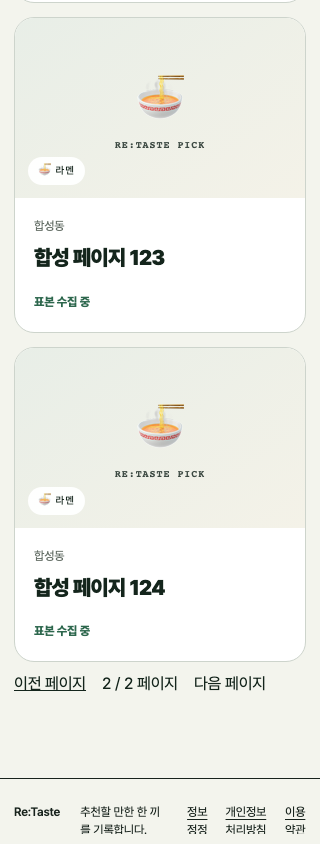 RE:TASTE PICK
라멘
합성동
합성 페이지 123
표본 수집 중
RE:TASTE PICK
라멘
합성동
합성 페이지 124
표본 수집 중
이전 페이지 2 / 2 페이지 다음 페이지
Re:Taste 추천할 만한 한 끼 정보 개인정보 이용
를 기록합니다. 정정 처리방침 약관